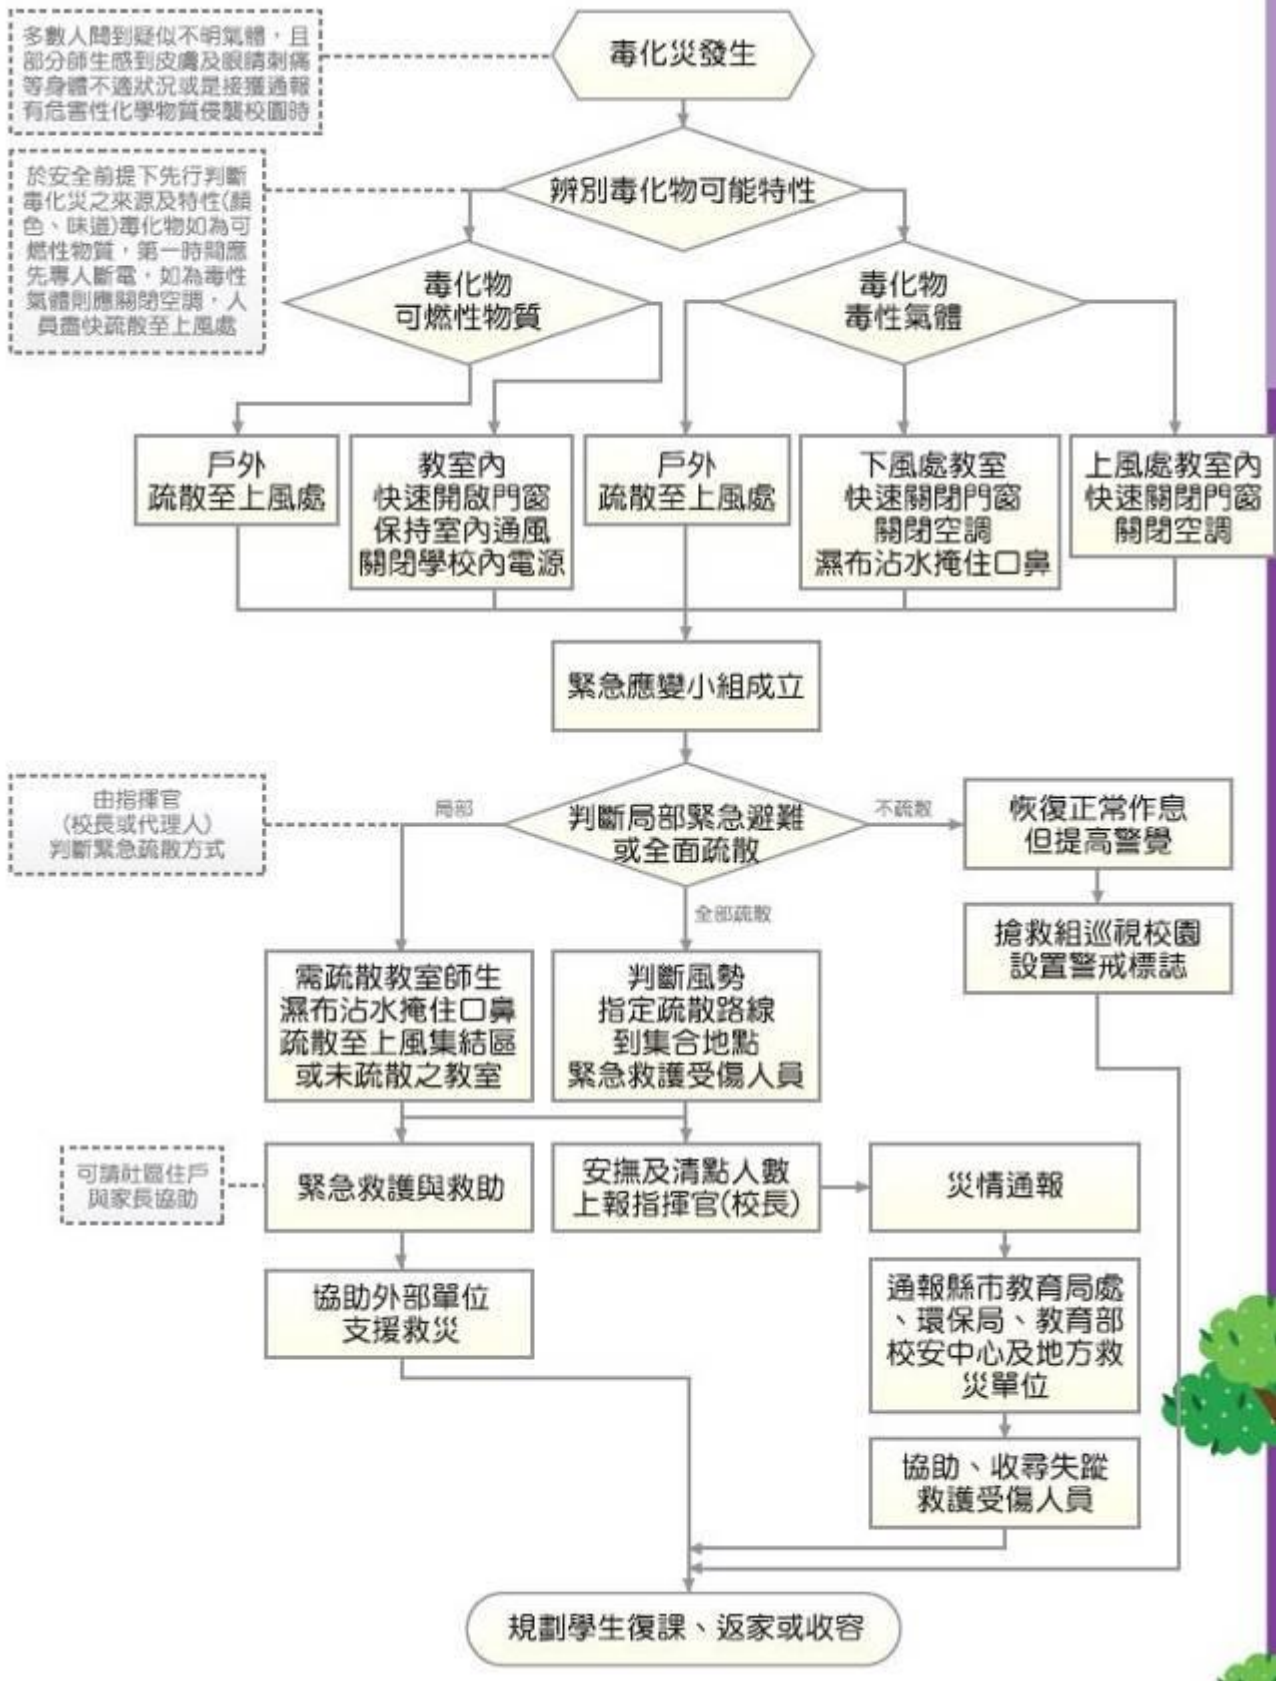 多數人聞到疑似不明氣體，且
部分師生感到皮膚及眼睛刺痛
等身體不適狀況或是接獲通報
有危害性化學物質侵襲校園時
毒化災發生
於安全前提下先行判斷
毒化災之來源及特性(顏
色、味道)毒化物如為可
燃性物質，第一時間應
先專人斷電，如為毒性
氣體則應關閉空調，人
員盡快疏散至上風處
辨別毒化物可能特性
毒化物
可燃性物質
毒化物
毒性氣體
戶外
疏散至上風處
教室內
快速開啟門窗
保持室內通風
關閉學校內電源
戶外
疏散至上風處
下風處教室
快速關閉門窗
關閉空調
濕布沾水掩住口鼻
上風處教室內
快速關閉門窗
關閉空調
緊急應變小組成立
由指揮官
(校長或代理人)
判斷緊急疏散方式
局部
判斷局部緊急避難
或全面疏散
不疏散
恢復正常作息
但提高警覺
全部疏散
搶救組巡視校園
設置警戒標誌
需疏散教室師生
濕布沾水掩住口鼻
疏散至上風集結區
或未疏散之教室
判斷風勢
指定疏散路線
到集合地點
緊急救護受傷人員
可請社區住戶
與家長協助
緊急救護與救助
安撫及清點人數
上報指揮官(校長)
災情通報
協助外部單位
支援救災
通報縣市教育局處
、環保局、教育部
校安中心及地方救
災單位
協助、收尋失蹤
救護受傷人員
規劃學生復課、返家或收容